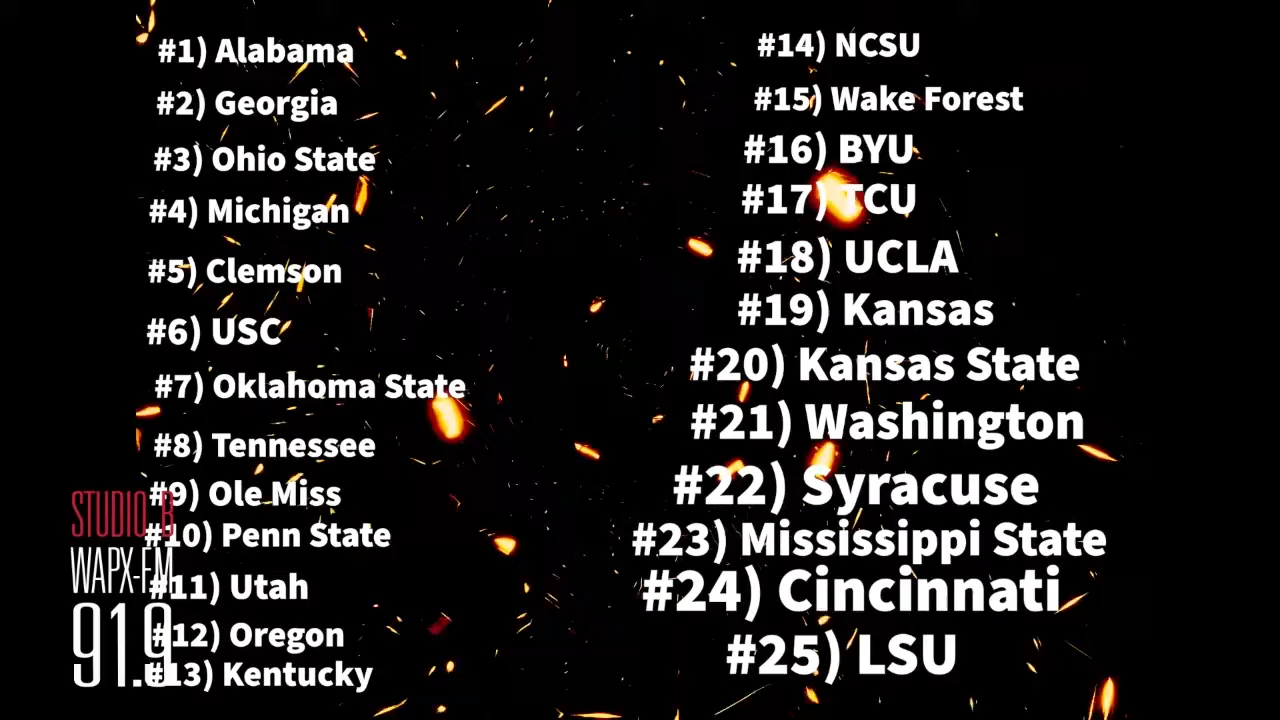 #1) Alabama
#2) Georgia
#3) Ohio State
#4) Michigan
#5) Clemson
#6) USC
#7) Oklahoma State
#8) Tennessee
#9) Ole Miss
#10) Penn State
#11) Utah
#12) Oregon
#13) Kentucky
#14) NCSU
#15) Wake Forest
#16) BYU
#17) TCU
#18) UCLA
#19) Kansas
#20) Kansas State
#21) Washington
#22) Syracuse
#23) Mississippi State
#24) Cincinnati
#25) LSU
STUDIO B
WAPX-FM
91.9